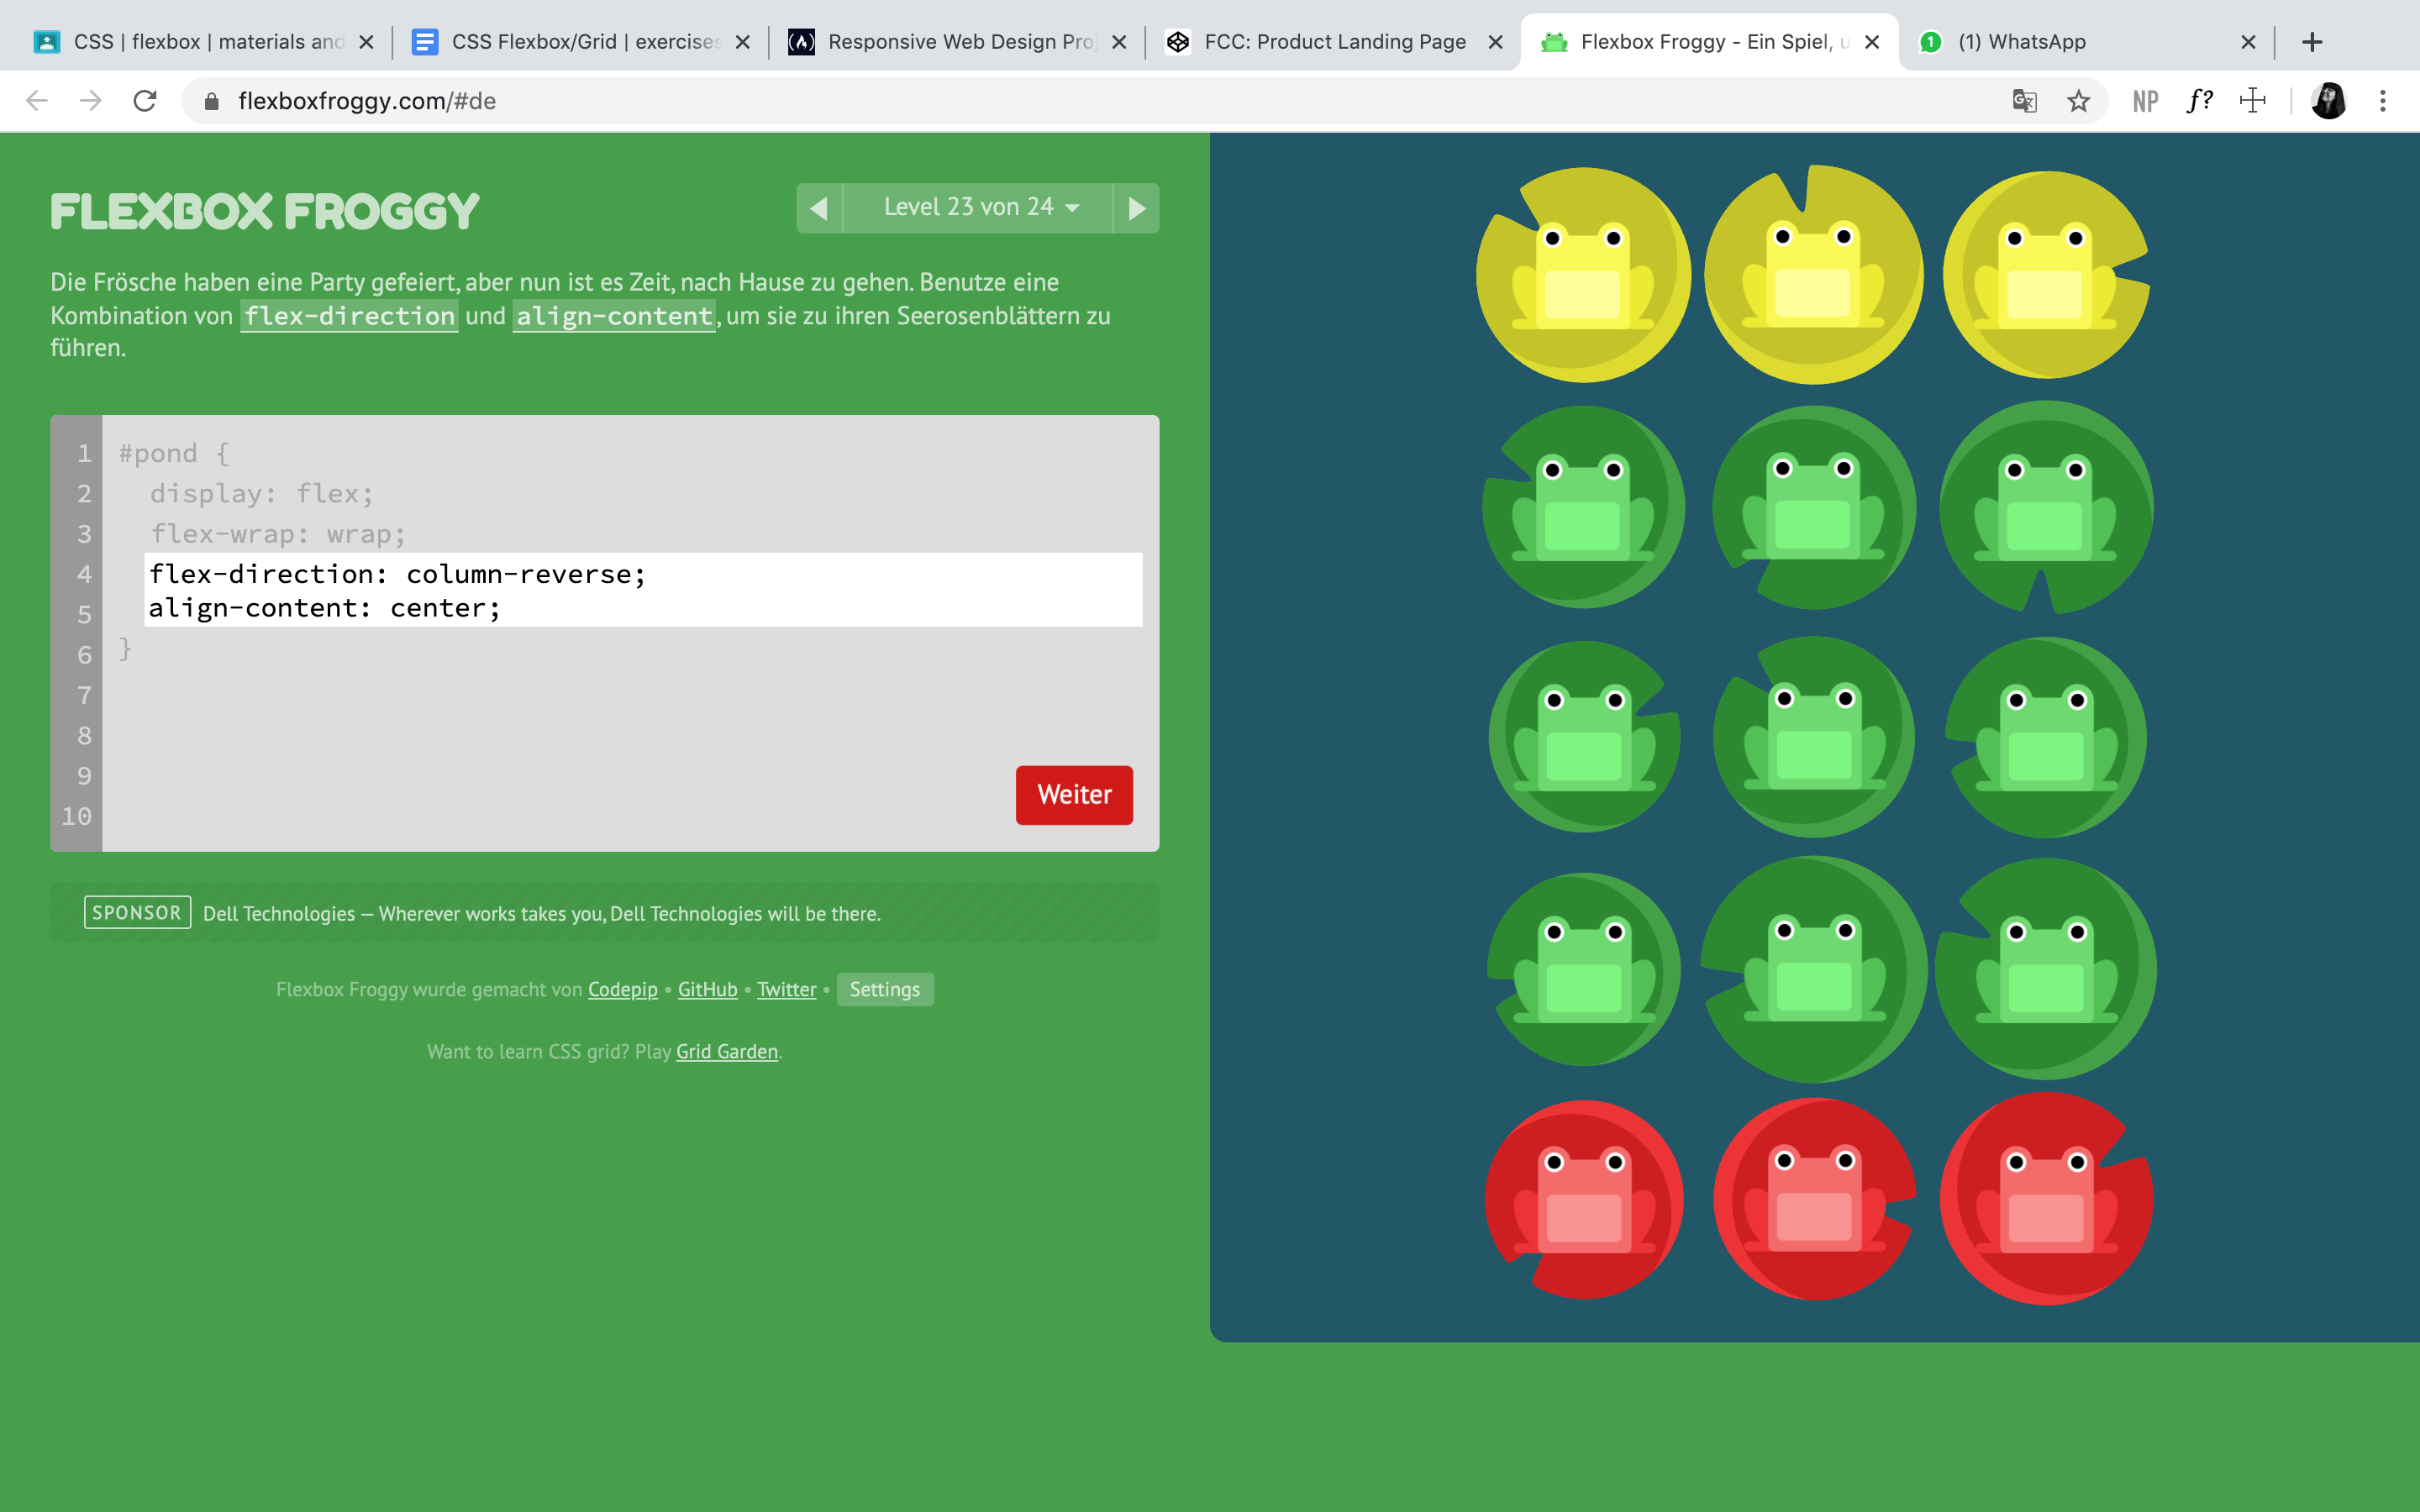 CSS | flexbox | materials and
CSS Flexbox/Grid | exercises
Responsive Web Design Proj
FCC: Product Landing Page
Flexbox Froggy - Ein Spiel, u
1
(1) WhatsApp
flexboxfroggy.com/#de
NP
f?
FLEXBOX FROGGY
Level 23 von 24
Die Frösche haben eine Party gefeiert, aber nun ist es Zeit, nach Hause zu gehen. Benutze eine
Kombination von flex-direction und align-content, um sie zu ihren Seerosenblättern zu
führen.
1 #pond {
2 display: flex;
3 flex-wrap: wrap;
4 flex-direction: column-reverse;
5 align-content: center;
6 }
7
8
9
10
Weiter
SPONSOR Dell Technologies — Wherever works takes you, Dell Technologies will be there.
Flexbox Froggy wurde gemacht von Codepip • GitHub • Twitter • Settings
Want to learn CSS grid? Play Grid Garden.